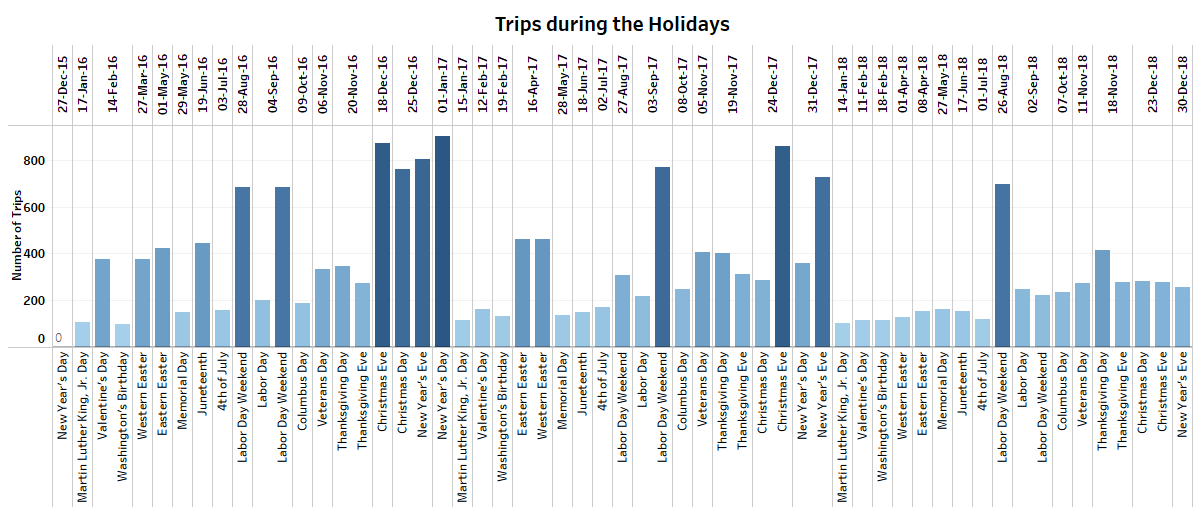 Trips during the Holidays
27-Dec-15
17-Jan-16
14-Feb-16
27-Mar-16
01-May-16
29-May-16
19-Jun-16
03-Jul-16
28-Aug-16
04-Sep-16
09-Oct-16
06-Nov-16
20-Nov-16
18-Dec-16
25-Dec-16
01-Jan-17
15-Jan-17
12-Feb-17
19-Feb-17
16-Apr-17
28-May-17
18-Jun-17
02-Jul-17
27-Aug-17
03-Sep-17
08-Oct-17
05-Nov-17
19-Nov-17
24-Dec-17
31-Dec-17
14-Jan-18
11-Feb-18
18-Feb-18
01-Apr-18
08-Apr-18
27-May-18
17-Jun-18
01-Jul-18
26-Aug-18
02-Sep-18
07-Oct-18
11-Nov-18
18-Nov-18
23-Dec-18
30-Dec-18
Number of Trips
800
600
400
200
0
0
New Year's Day
Martin Luther King, Jr. Day
Valentine's Day
Washington's Birthday
Western Easter
Eastern Easter
Memorial Day
Juneteenth
4th of July
Labor Day Weekend
Labor Day
Labor Day Weekend
Columbus Day
Veterans Day
Thanksgiving Day
Thanksgiving Eve
Christmas Eve
Christmas Day
New Year's Eve
New Year's Day
Martin Luther King, Jr. Day
Valentine's Day
Washington's Birthday
Eastern Easter
Western Easter
Memorial Day
Juneteenth
4th of July
Labor Day Weekend
Labor Day
Labor Day Weekend
Columbus Day
Veterans Day
Thanksgiving Day
Thanksgiving Eve
Christmas Day
Christmas Eve
New Year's Day
New Year's Eve
Martin Luther King, Jr. Day
Valentine's Day
Washington's Birthday
Western Easter
Eastern Easter
Memorial Day
Juneteenth
4th of July
Labor Day Weekend
Labor Day
Labor Day Weekend
Columbus Day
Veterans Day
Thanksgiving Day
Thanksgiving Eve
Christmas Day
Christmas Eve
New Year's Eve